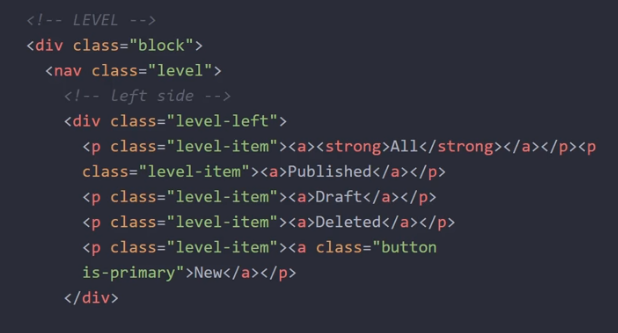 <!-- LEVEL -->
<div class="block">
<nav class="level">
<!-- left side -->
<div class="level-left">
<p class="level-item"><a><strong>All</strong></a></p><p
class="level-item"><a>Published</a></p>
<p class="level-item"><a>Draft</a></p>
<p class="level-item"><a>Deleted</a></p>
<p class="level-item"><a class="button
is-primary">New</a></p>
</div>